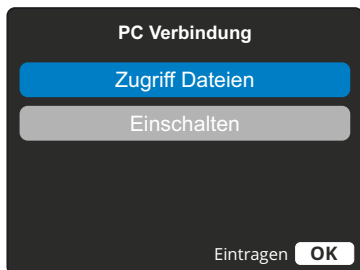 PC Verbindung
Zugriff Dateien
Einschalten
Eintragen OK